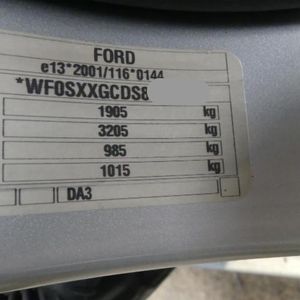 FORD
e13*2001/116*0144
*WF0SXXGCDS8
1905 kg
3205 kg
985 kg
1015 kg
DA3